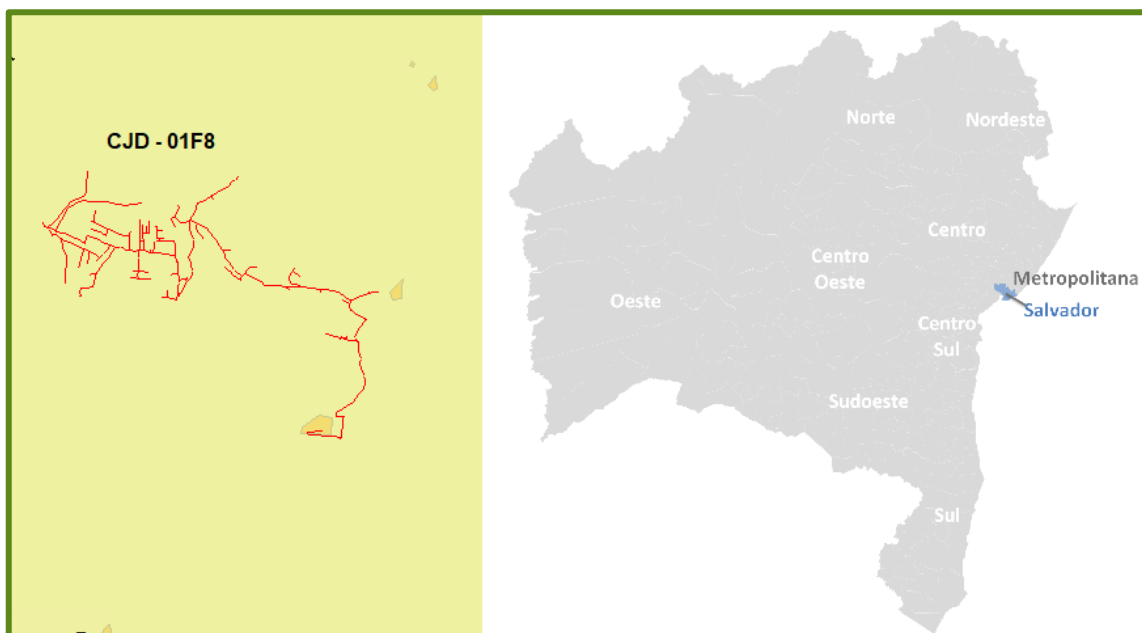 CJD - 01F8
Norte
Nordeste
Centro
Centro
Oeste
Metropolitana
Oeste
Salvador
Centro
Sul
Sudoeste
Sul